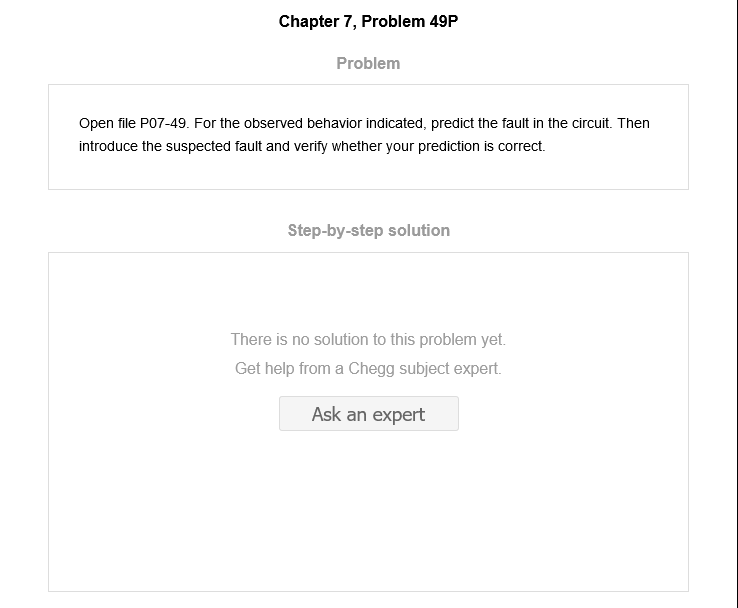 Chapter 7, Problem 49P
Problem
Open file P07-49. For the observed behavior indicated, predict the fault in the circuit. Then
introduce the suspected fault and verify whether your prediction is correct.
Step-by-step solution
There is no solution to this problem yet.
Get help from a Chegg subject expert.
Ask an expert